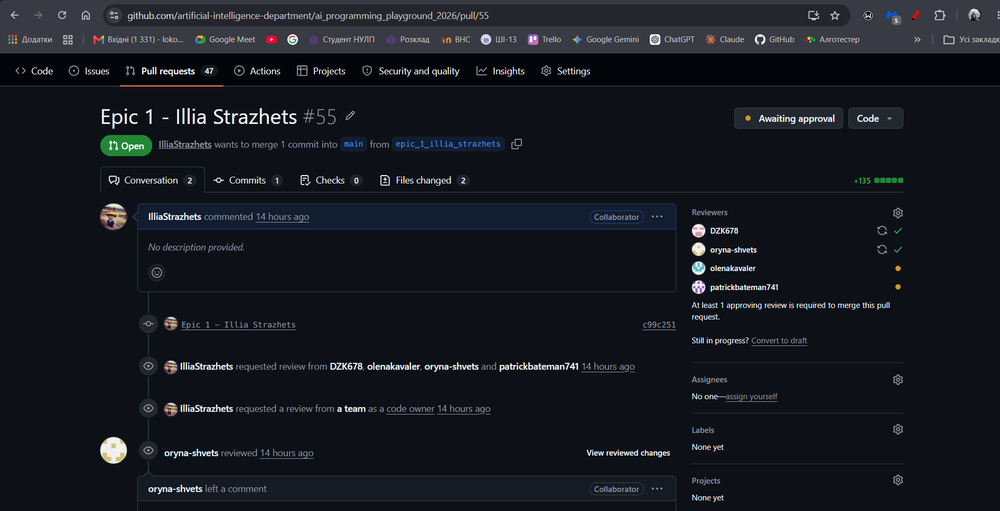 github.com/artificial-intelligence-department/ai_programming_playground_2026/pull/55
5
Додатки
Вхідні (1 331) - loko...
Google Meet
Студент НУЛП
Розклад
ВНС
ШІ-13
Trello
Google Gemini
ChatGPT
Claude
GitHub
Алготестер
»
Усі закладк
Code
Issues
Pull requests 47
Actions
Projects
Security and quality
Insights
Settings
Epic 1 - Illia Strazhets #55
Awaiting approval
Code
Open
IlliaStrazhets wants to merge 1 commit into main from epic_1_illia_strazhets
Conversation 2
Commits 1
Checks 0
Files changed 2
+135
IlliaStrazhets commented 14 hours ago
Collaborator
No description provided.
Epic 1 – Illia Strazhets
c99c251
IlliaStrazhets requested review from DZK678, olenakavaler, oryna-shvets and patrickbateman741 14 hours ago
IlliaStrazhets requested a review from a team as a code owner 14 hours ago
oryna-shvets reviewed 14 hours ago
View reviewed changes
oryna-shvets left a comment
Collaborator
Reviewers
DZK678
oryna-shvets
olenakavaler
patrickbateman741
At least 1 approving review is required to merge this pull
request.
Still in progress? Convert to draft
Assignees
No one—assign yourself
Labels
None yet
Projects
None yet